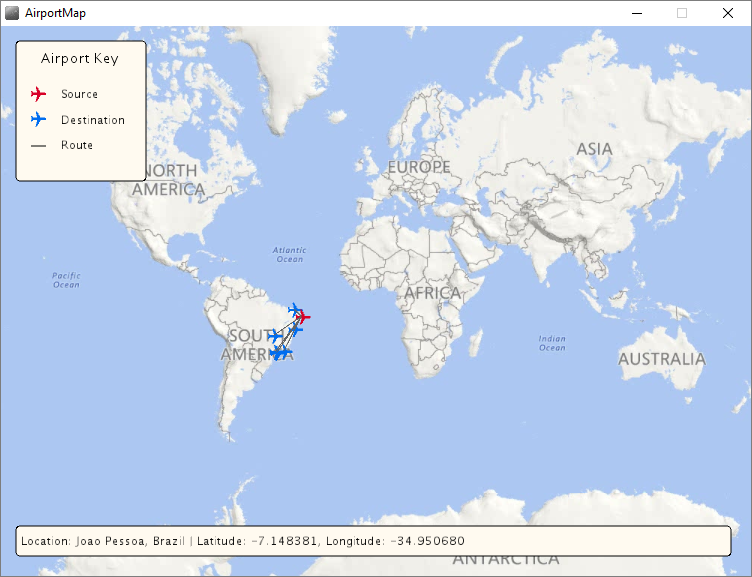 AirportMap
Airport Key
Source
Destination
Route
NORTH
AMERICA
EUROPE
ASIA
Atlantic
Ocean
Pacific
Ocean
AFRICA
SOUTH
AMERICA
Indian
Ocean
AUSTRALIA
Location: Joao Pessoa, Brazil | Latitude: -7.148381, Longitude: -34.950680
ANTARCTICA